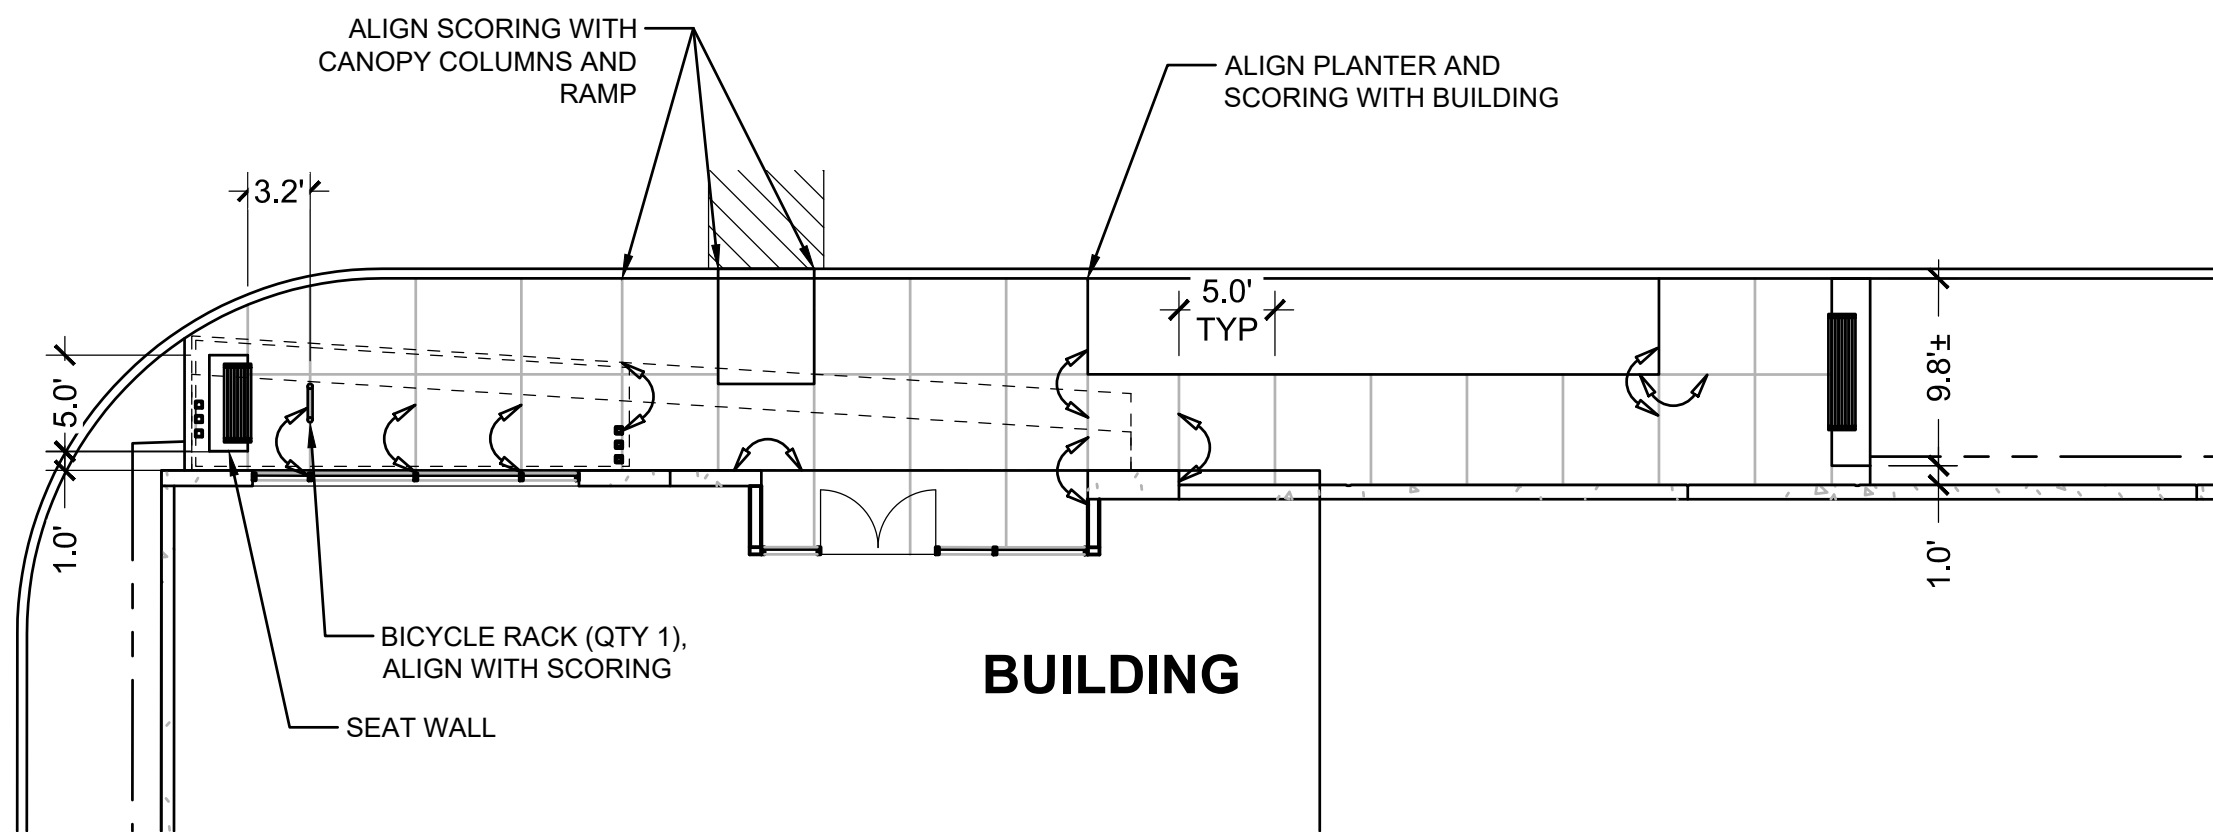 ALIGN SCORING WITH
CANOPY COLUMNS AND
RAMP
ALIGN PLANTER AND
SCORING WITH BUILDING
3.2'
5.0'
TYP
5.0'
1.0'
9.8'±
1.0'
BICYCLE RACK (QTY 1),
ALIGN WITH SCORING
SEAT WALL
BUILDING